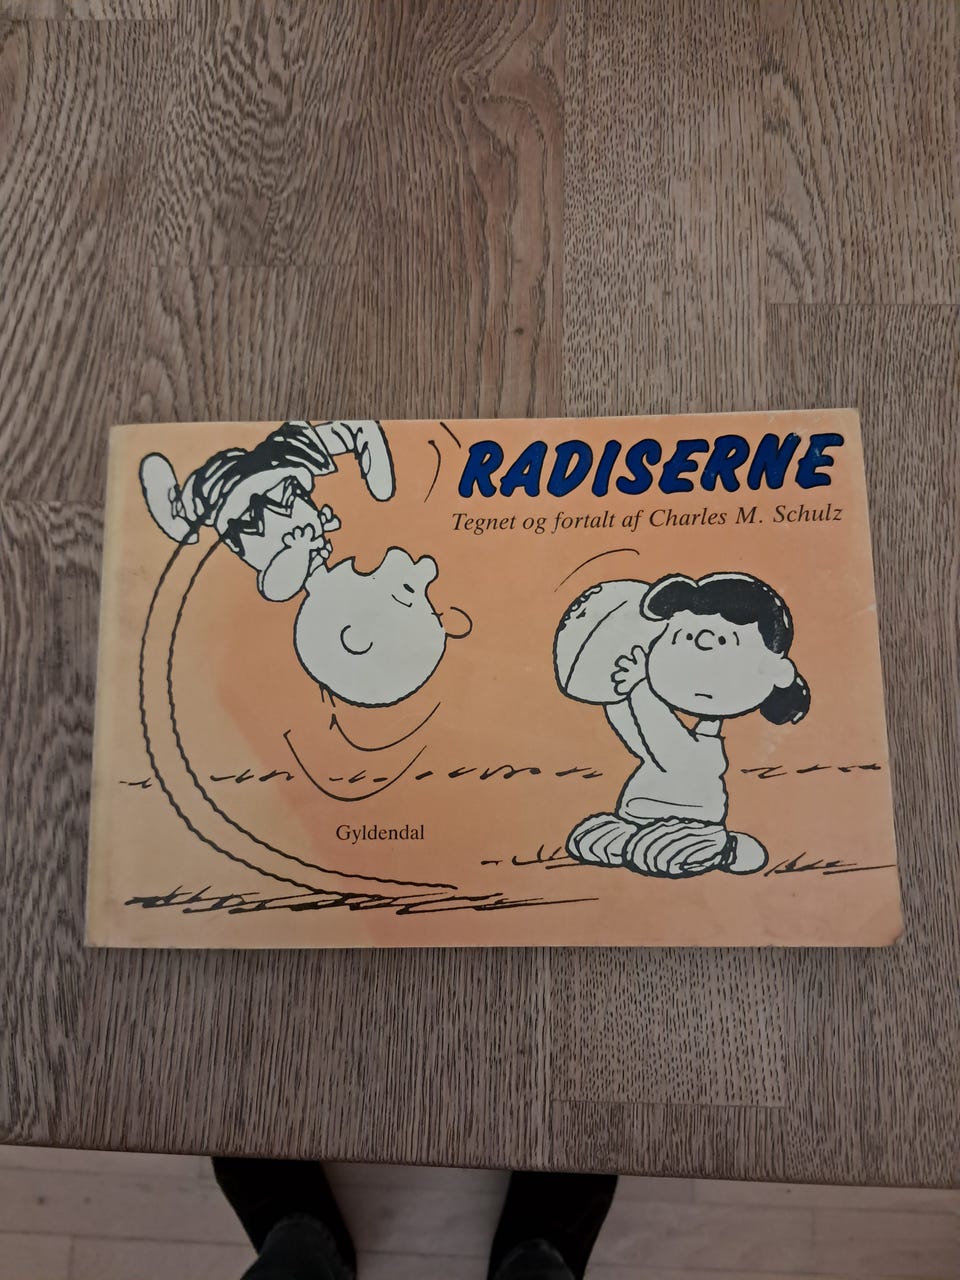 RADISERNE
Tegnet og fortalt af Charles M. Schulz
Gyldendal